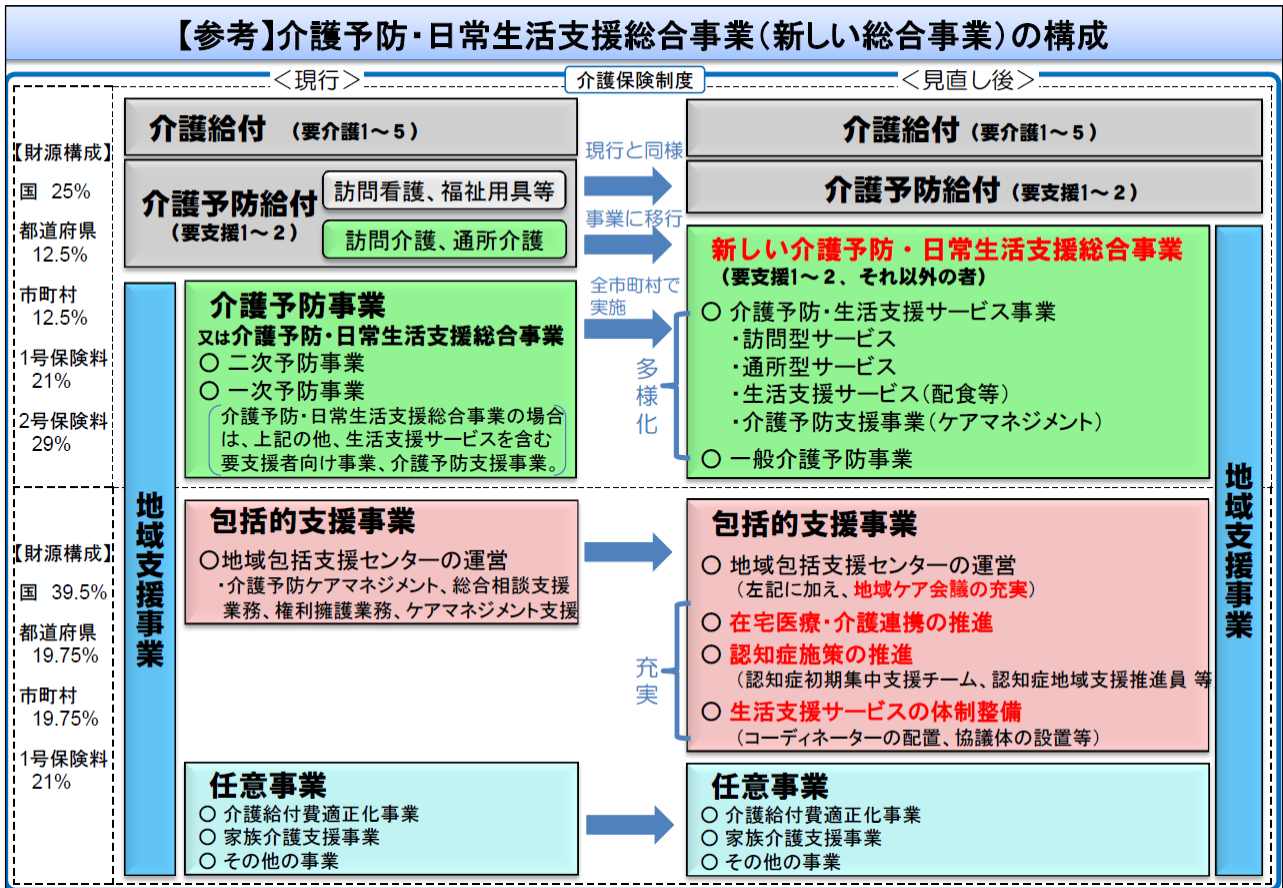 【参考】介護予防・日常生活支援総合事業(新しい総合事業)の構成
<現行>
介護保険制度
<見直し後>
【財源構成】
国 25%
都道府県
12.5%
市町村
12.5%
1号保険料
21%
2号保険料
29%
【財源構成】
国 39.5%
都道府県
19.75%
市町村
19.75%
1号保険料
21%
介護給付 (要介護1~5)
介護予防給付
(要支援1~2)
訪問看護、福祉用具等
訪問介護、通所介護
地域支援事業
介護予防事業
又は介護予防・日常生活支援総合事業
○ 二次予防事業
○ 一次予防事業
介護予防・日常生活支援総合事業の場合
は、上記の他、生活支援サービスを含む
要支援者向け事業、介護予防支援事業。
包括的支援事業
○地域包括支援センターの運営
・介護予防ケアマネジメント、総合相談支援
業務、権利擁護業務、ケアマネジメント支援
任意事業
○ 介護給付費適正化事業
○ 家族介護支援事業
○ その他の事業
現行と同様
事業に移行
全市町村で
実施
多様化
充実
介護給付 (要介護1~5)
介護予防給付 (要支援1~2)
新しい介護予防・日常生活支援総合事業
(要支援1~2、それ以外の者)
○ 介護予防・生活支援サービス事業
・訪問型サービス
・通所型サービス
・生活支援サービス(配食等)
・介護予防支援事業(ケアマネジメント)
○ 一般介護予防事業
包括的支援事業
○ 地域包括支援センターの運営
(左記に加え、地域ケア会議の充実)
○ 在宅医療・介護連携の推進
○ 認知症施策の推進
(認知症初期集中支援チーム、認知症地域支援推進員 等
○ 生活支援サービスの体制整備
(コーディネーターの配置、協議体の設置等)
任意事業
○ 介護給付費適正化事業
○ 家族介護支援事業
○ その他の事業
地域支援事業